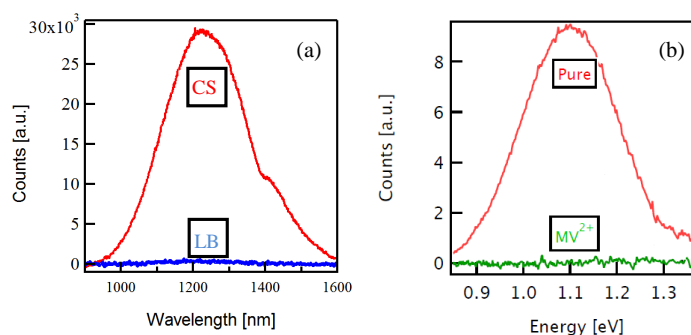 30x10³
25
20
15
10
5
0
Counts [a.u.]
(a)
CS
LB
1000
1200
1400
1600
Wavelength [nm]
8
6
4
2
0
Counts [a.u.]
(b)
Pure
MV²⁺
0.9
1.0
1.1
1.2
1.3
Energy [eV]